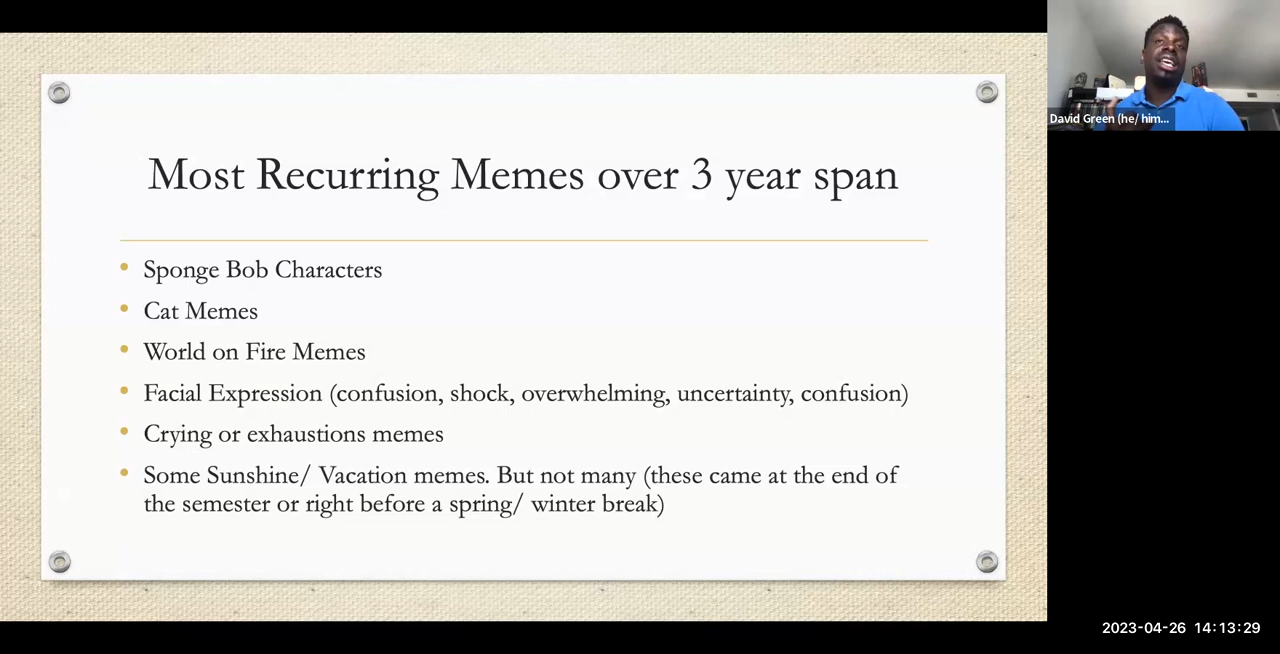 Most Recurring Memes over 3 year span
• Sponge Bob Characters
• Cat Memes
• World on Fire Memes
• Facial Expression (confusion, shock, overwhelming, uncertainty, confusion)
• Crying or exhaustions memes
• Some Sunshine/ Vacation memes. But not many (these came at the end of
the semester or right before a spring/ winter break)
David Green (he/ him...
2023-04-26 14:13:29